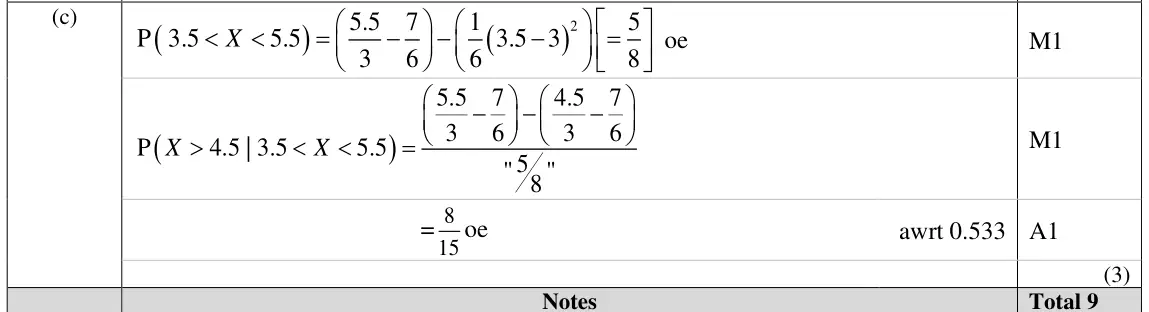 (c) P(3.5 < X < 5.5) = (5.5/3 − 7/6) − (1/6 (3.5 − 3)²) [= 5/8] oe M1
P(X > 4.5 | 3.5 < X < 5.5) = ((5.5/3 − 7/6) − (4.5/3 − 7/6)) / "5/8" M1
= 8/15 oe awrt 0.533 A1
(3)
Notes Total 9